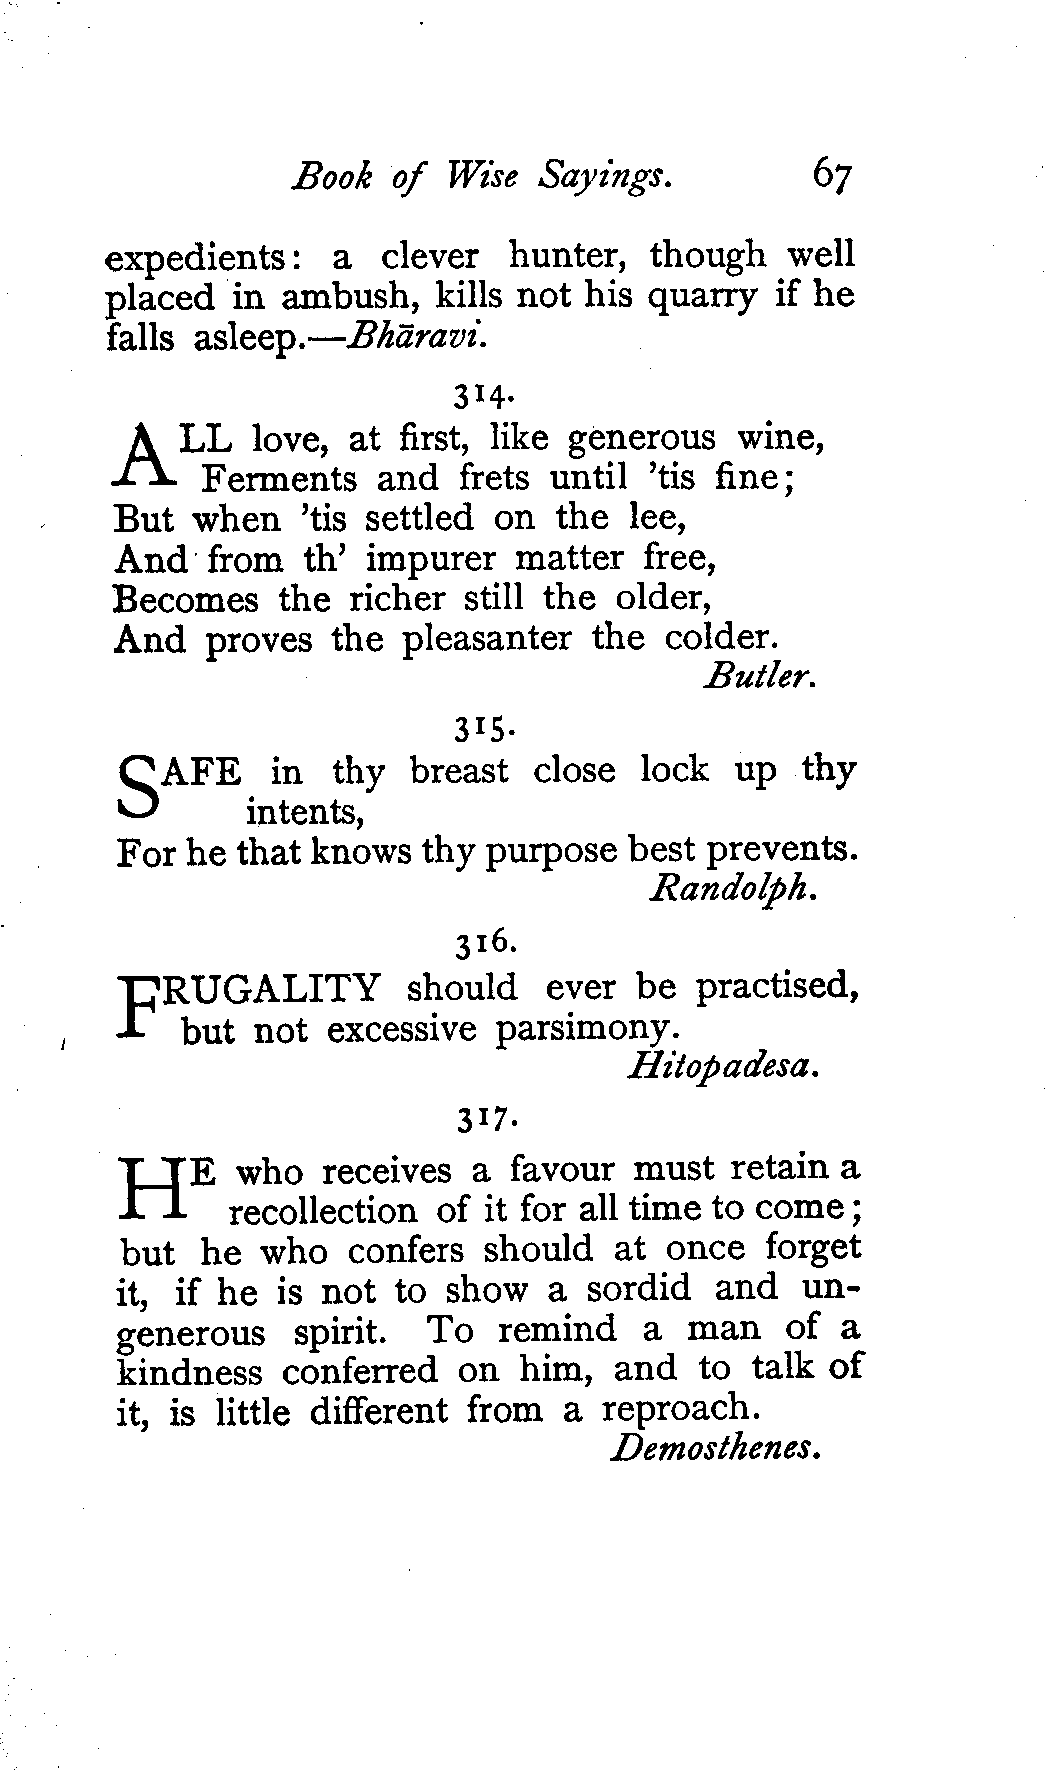 Book of Wise Sayings. 67
expedients: a clever hunter, though well
placed in ambush, kills not his quarry if he
falls asleep.—Bhāravi.
314.
ALL love, at first, like generous wine,
Ferments and frets until 'tis fine;
But when 'tis settled on the lee,
And from th' impurer matter free,
Becomes the richer still the older,
And proves the pleasanter the colder.
Butler.
315.
SAFE in thy breast close lock up thy
intents,
For he that knows thy purpose best prevents.
Randolph.
316.
FRUGALITY should ever be practised,
but not excessive parsimony.
Hitopadesa.
317.
HE who receives a favour must retain a
recollection of it for all time to come;
but he who confers should at once forget
it, if he is not to show a sordid and un-
generous spirit. To remind a man of a
kindness conferred on him, and to talk of
it, is little different from a reproach.
Demosthenes.